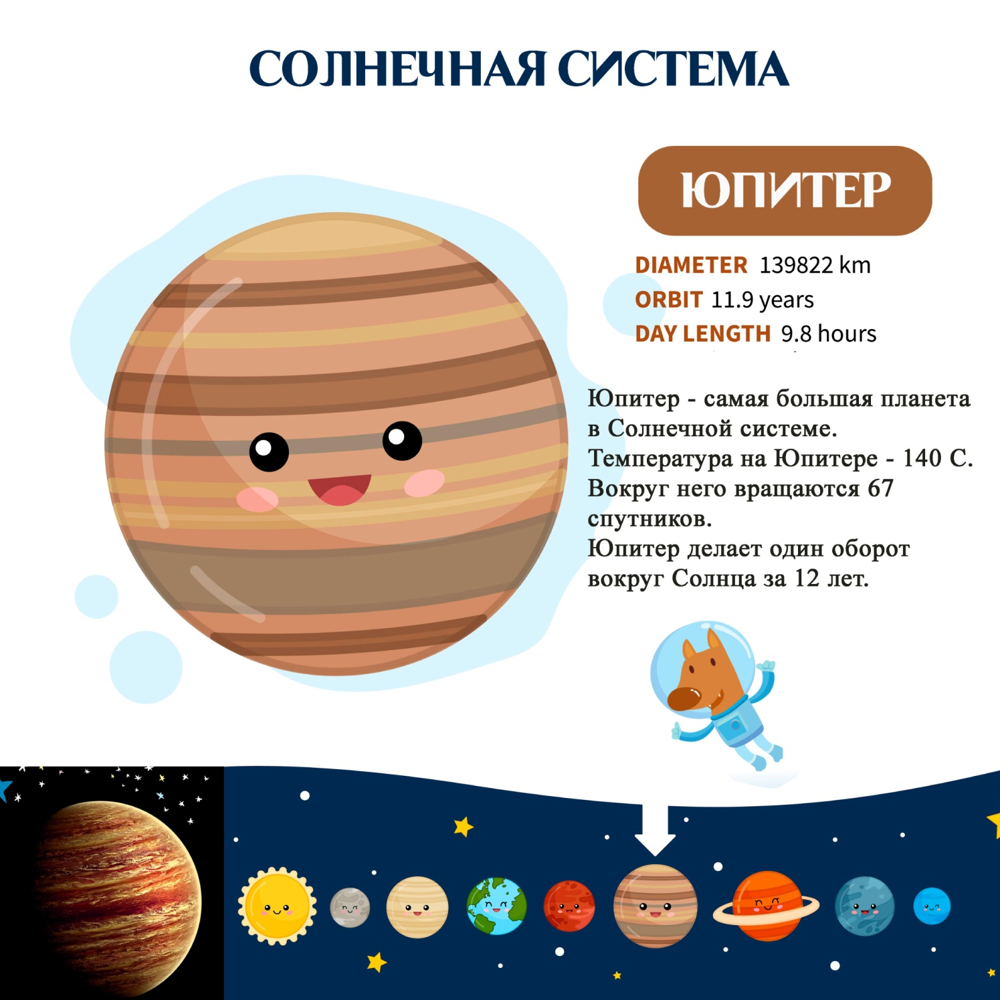 СОЛНЕЧНАЯ СИСТЕМА
ЮПИТЕР
DIAMETER 139822 km
ORBIT 11.9 years
DAY LENGTH 9.8 hours
Юпитер - самая большая планета
в Солнечной системе.
Температура на Юпитере - 140 С.
Вокруг него вращаются 67
спутников.
Юпитер делает один оборот
вокруг Солнца за 12 лет.